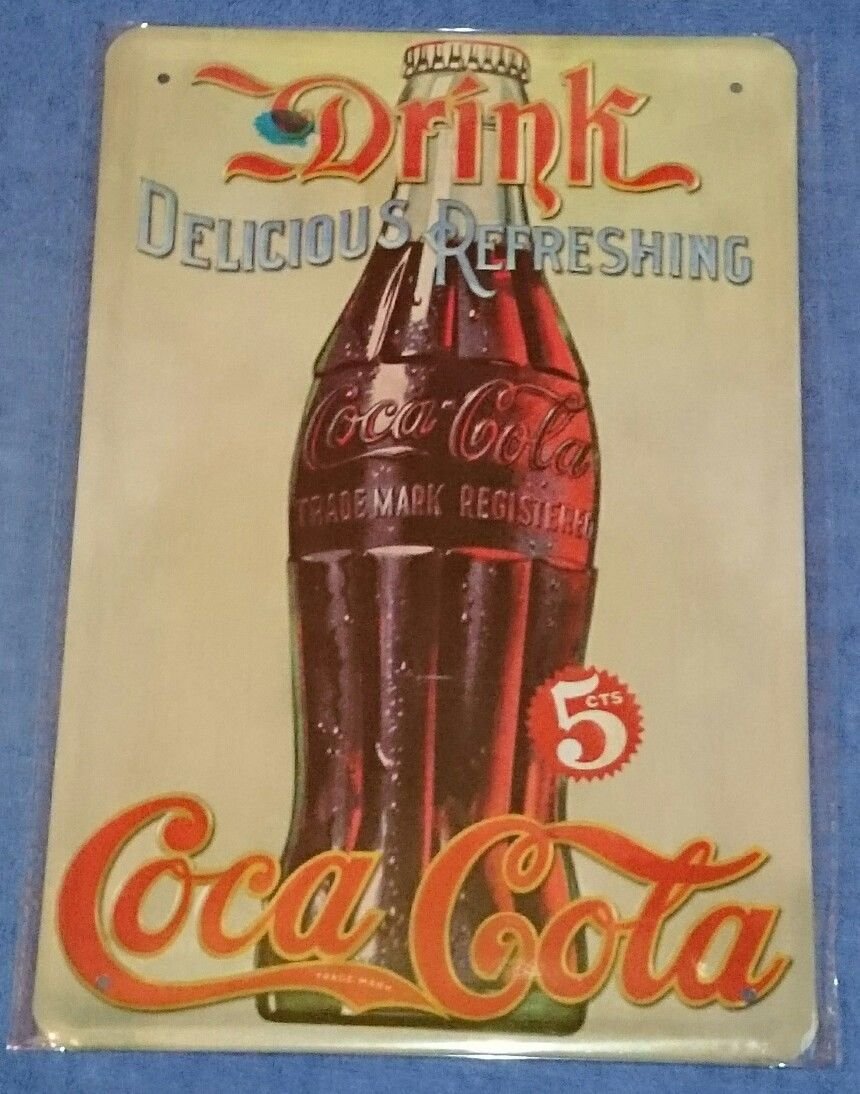 Drink
DELICIOUS REFRESHING
Coca-Cola
TRADE MARK REGISTERED
5 CTS
Coca Cola
TRADE MARK